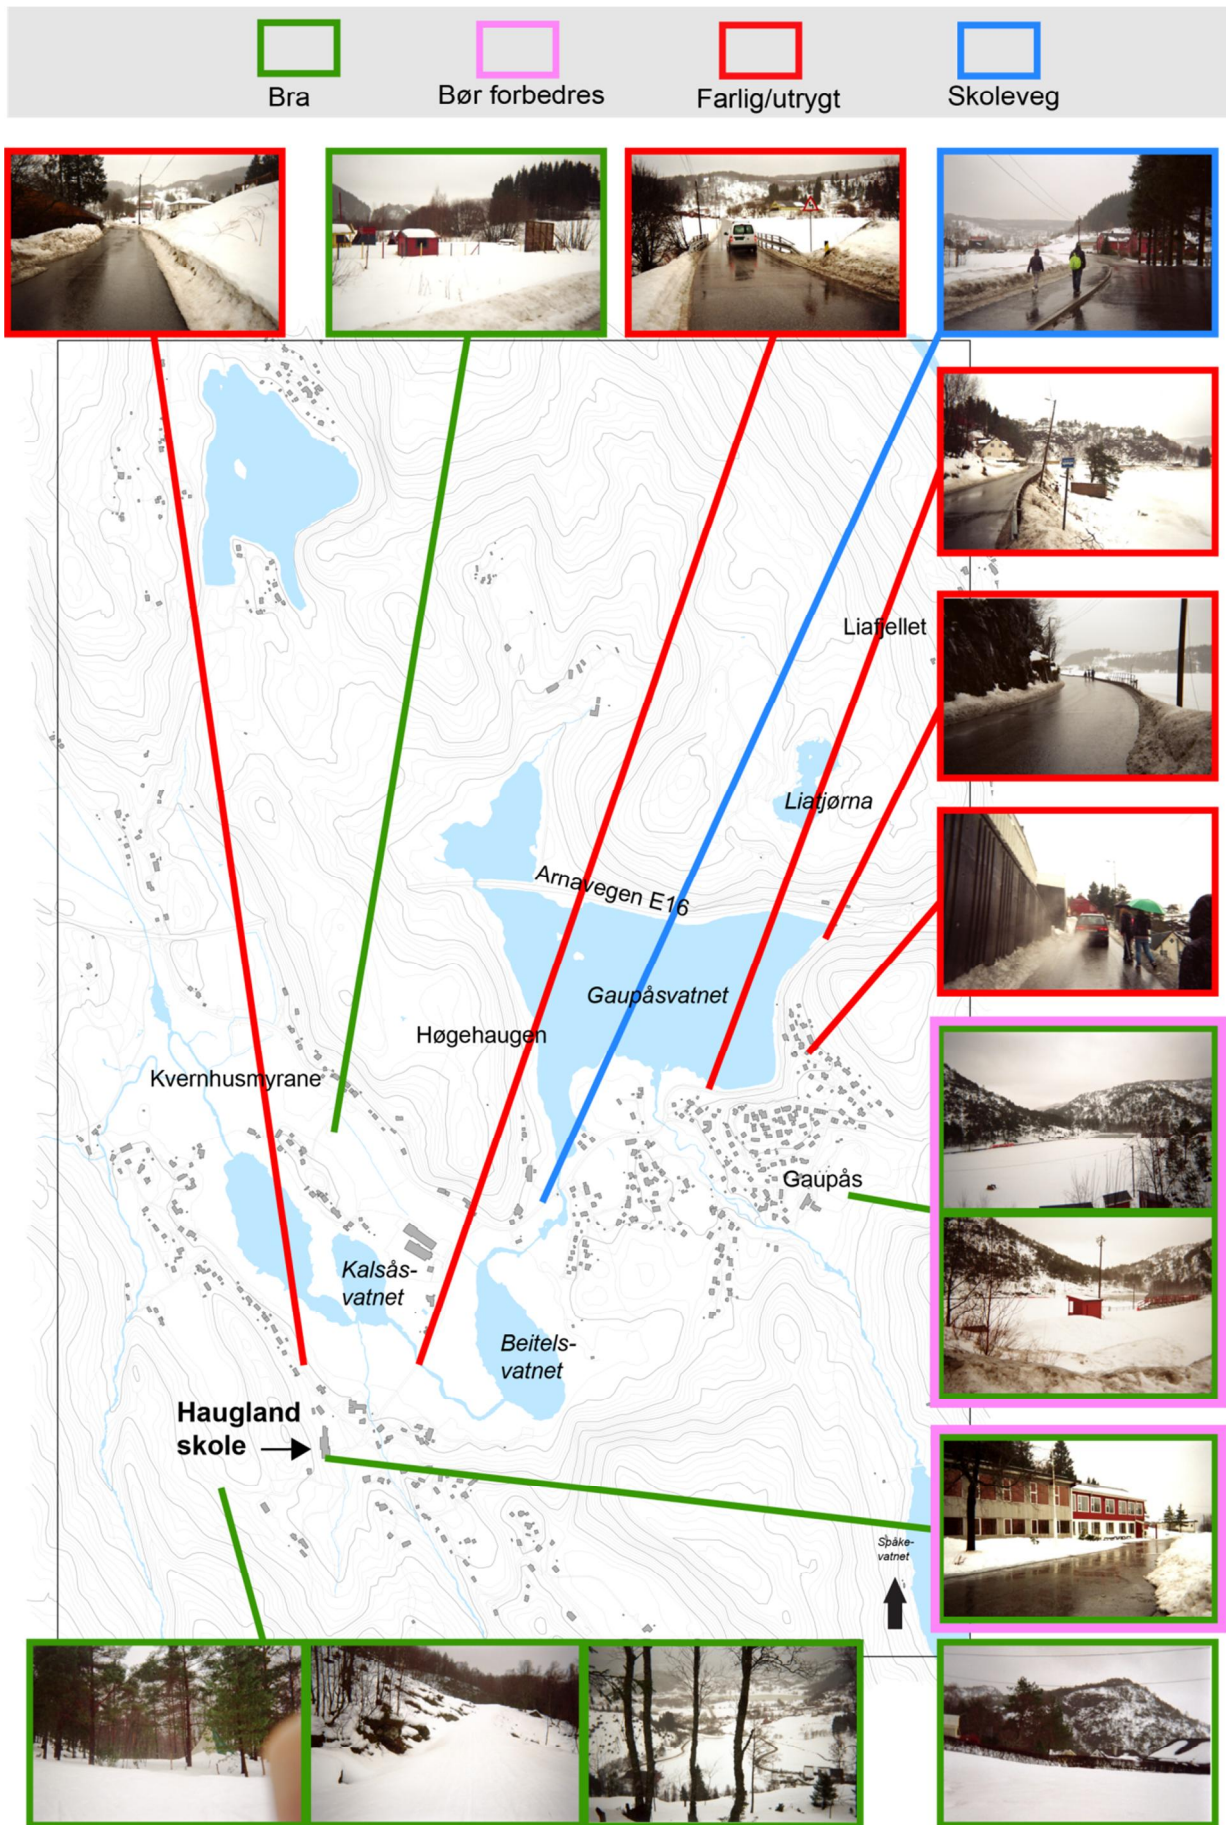 Bra
Bør forbedres
Farlig/utrygt
Skoleveg
Liafjellet
Liatjørna
Arnavegen E16
Gaupåsvatnet
Høgehaugen
Kvernhusmyrane
Gaupås
Kalsås-
vatnet
Beitels-
vatnet
Haugland
skole
Spåke-
vatnet